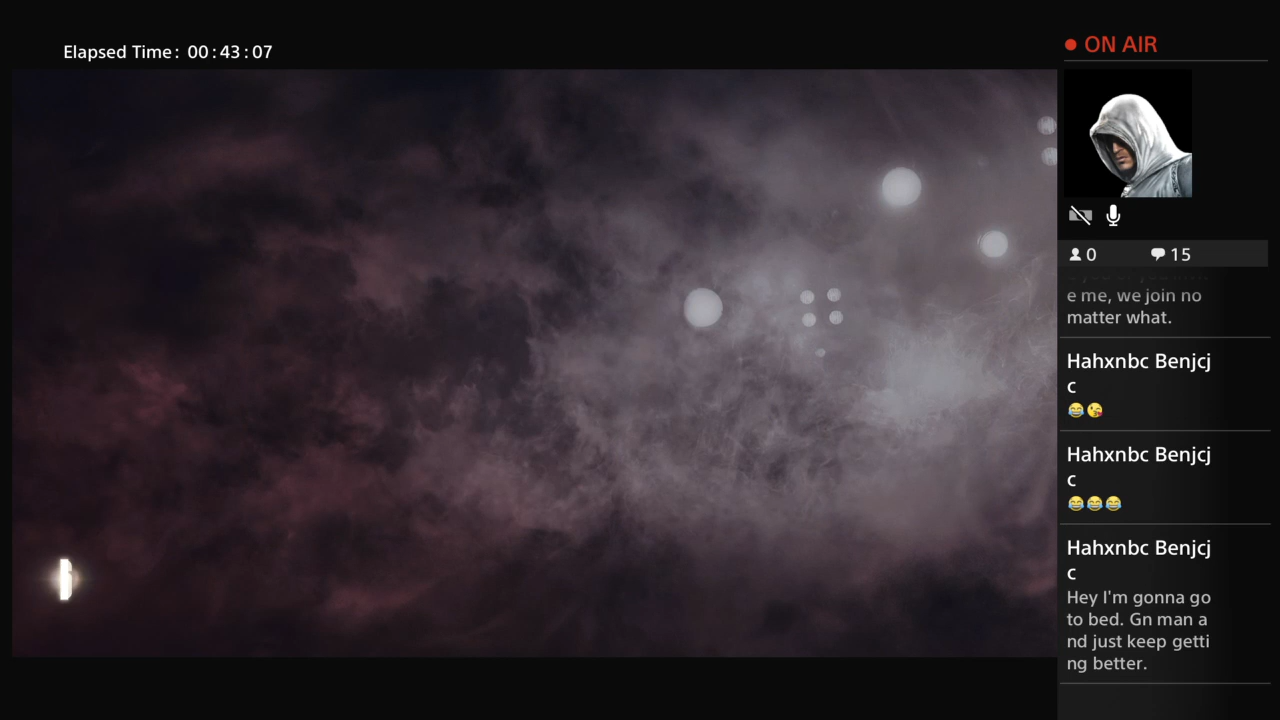 Elapsed Time: 00:43:07
ON AIR
0 15
e me, we join no
matter what.
Hahxnbc Benjcj
c
😂😘
Hahxnbc Benjcj
c
😂😂😂
Hahxnbc Benjcj
c
Hey I'm gonna go
to bed. Gn man a
nd just keep getti
ng better.